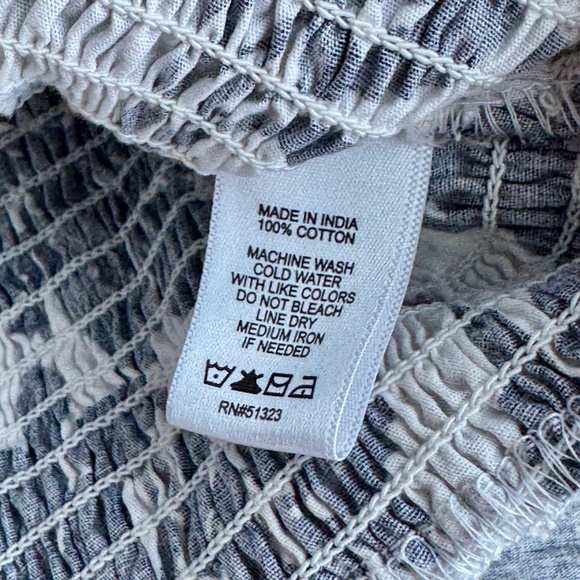 MADE IN INDIA
100% COTTON
MACHINE WASH
COLD WATER
WITH LIKE COLORS
DO NOT BLEACH
LINE DRY
MEDIUM IRON
IF NEEDED
RN#51323